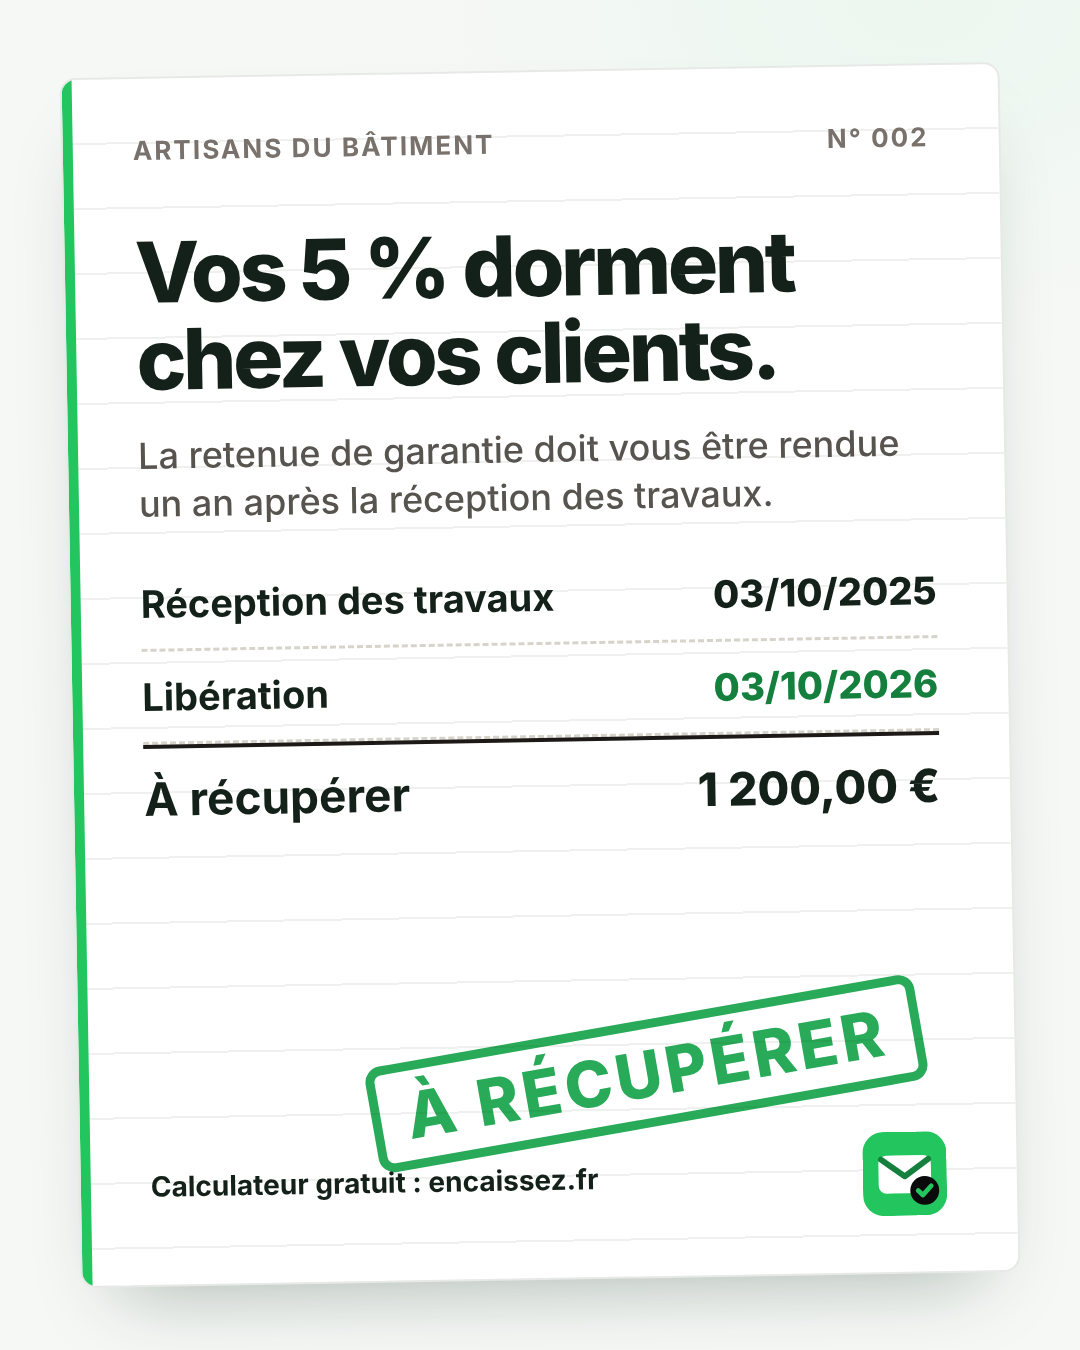 ARTISANS DU BÂTIMENT
N° 002
Vos 5 % dorment
chez vos clients.
La retenue de garantie doit vous être rendue
un an après la réception des travaux.
Réception des travaux 03/10/2025
Libération 03/10/2026
À récupérer 1 200,00 €
À RÉCUPÉRER
Calculateur gratuit : encaissez.fr